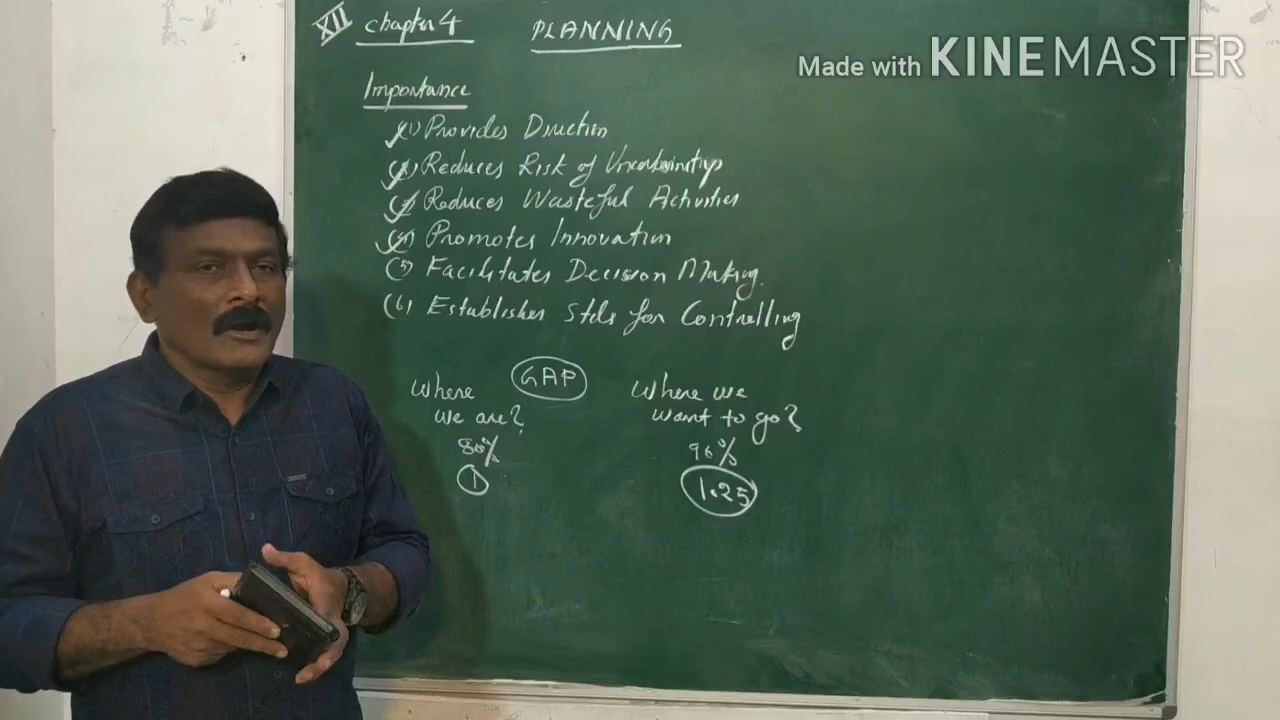 XII Chapter 4 PLANNING
Made with KINEMASTER
Importance
(1) Provides Direction
(2) Reduces Risk of Uncertainitys
(3) Reduces Wasteful Activities
(4) Promotes Innovation
(5) Facilitates Decision Making.
(6) Establishes Stds for Controlling
Where GAP Where we
we are? want to go?
80% 90%
1 1.25